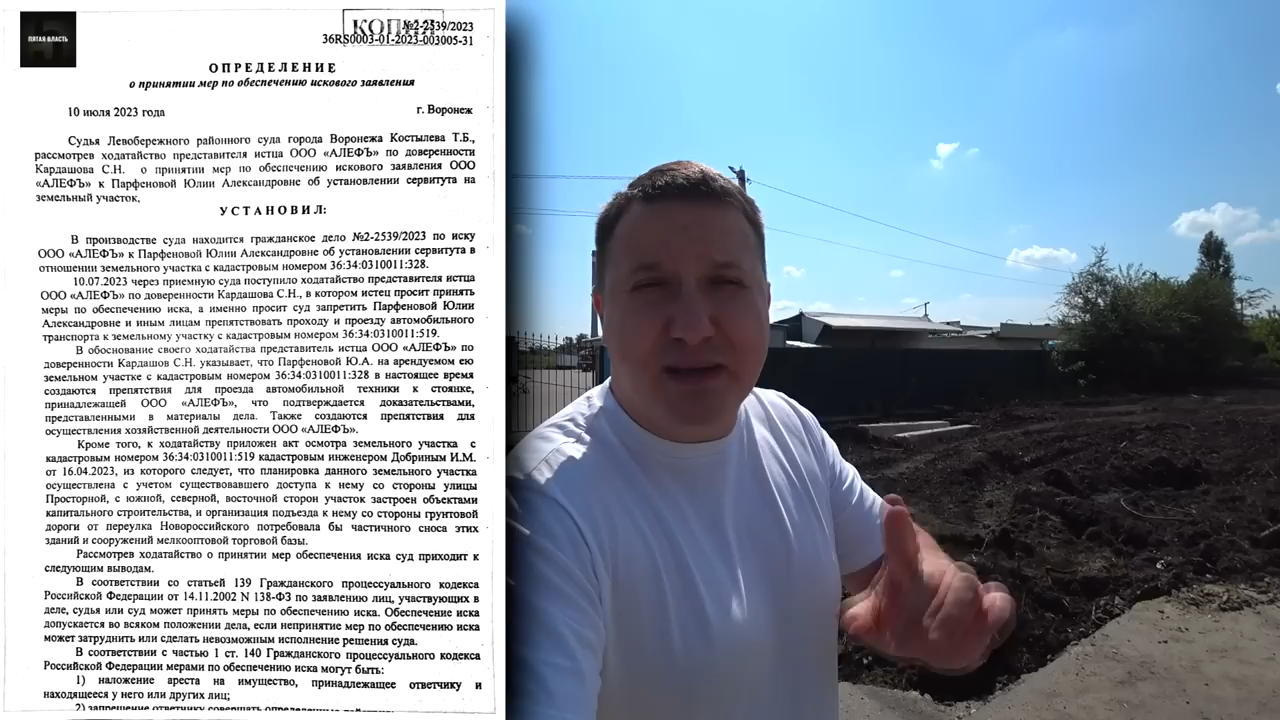 ПЯТАЯ ВЛАСТЬ
КОПИЯ
№2-2539/2023
36RS0003-01-2023-003005-31
ОПРЕДЕЛЕНИЕ
о принятии мер по обеспечению искового заявления
10 июля 2023 года г. Воронеж
Судья Левобережного районного суда города Воронежа Костылева Т.Б.,
рассмотрев ходатайство представителя истца ООО «АЛЕФЪ» по доверенности
Кардашова С.Н. о принятии мер по обеспечению искового заявления ООО
«АЛЕФЪ» к Парфеновой Юлии Александровне об установлении сервитута на
земельный участок,
УСТАНОВИЛ:
В производстве суда находится гражданское дело №2-2539/2023 по иску
ООО «АЛЕФЪ» к Парфеновой Юлии Александровне об установлении сервитута в
отношении земельного участка с кадастровым номером 36:34:0310011:328.
10.07.2023 через приемную суда поступило ходатайство представителя истца
ООО «АЛЕФЪ» по доверенности Кардашова С.Н., в котором истец просит принять
меры по обеспечению иска, а именно просит суд запретить Парфеновой Юлии
Александровне и иным лицам препятствовать проходу и проезду автомобильного
транспорта к земельному участку с кадастровым номером 36:34:0310011:519.
В обоснование своего ходатайства представитель истца ООО «АЛЕФЪ» по
доверенности Кардашов С.Н. указывает, что Парфеновой Ю.А. на арендуемом ею
земельном участке с кадастровым номером 36:34:0310011:328 в настоящее время
создаются препятствия для проезда автомобильной техники к стоянке,
принадлежащей ООО «АЛЕФЪ», что подтверждается доказательствами,
представленными в материалы дела. Также создаются препятствия для
осуществления хозяйственной деятельности ООО «АЛЕФЪ».
Кроме того, к ходатайству приложен акт осмотра земельного участка с
кадастровым номером 36:34:0310011:519 кадастровым инженером Добриным И.М.
от 16.04.2023, из которого следует, что планировка данного земельного участка
осуществлена с учетом существовавшего доступа к нему со стороны улицы
Просторной, с южной, северной, восточной сторон участок застроен объектами
капитального строительства, и организация подъезда к нему со стороны грунтовой
дороги от переулка Новороссийского потребовала бы частичного сноса этих
зданий и сооружений мелкооптовой торговой базы.
Рассмотрев ходатайство о принятии мер обеспечения иска суд приходит к
следующим выводам.
В соответствии со статьей 139 Гражданского процессуального кодекса
Российской Федерации от 14.11.2002 N 138-ФЗ по заявлению лиц, участвующих в
деле, судья или суд может принять меры по обеспечению иска. Обеспечение иска
допускается во всяком положении дела, если непринятие мер по обеспечению иска
может затруднить или сделать невозможным исполнение решения суда.
В соответствии с частью 1 ст. 140 Гражданского процессуального кодекса
Российской Федерации мерами по обеспечению иска могут быть:
1) наложение ареста на имущество, принадлежащее ответчику и
находящееся у него или других лиц;
2) запрещение ответчику совершать определенные действия;